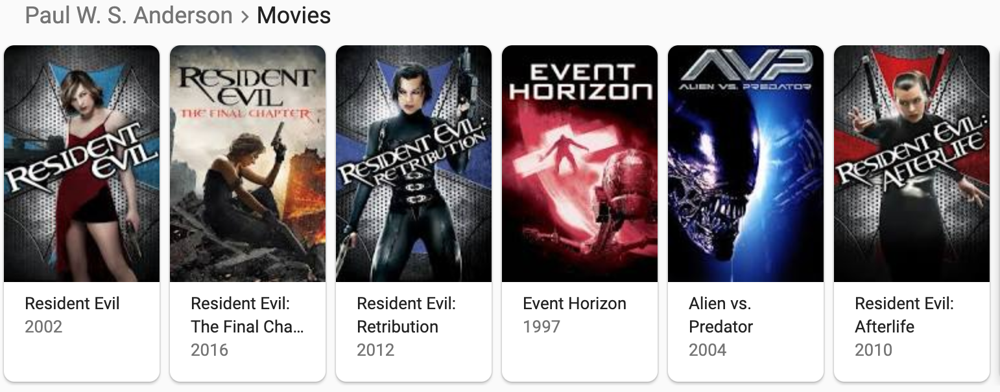 Paul W. S. Anderson > Movies
RESIDENT
EVIL
RESIDENT
EVIL
THE FINAL CHAPTER
RESIDENT EVIL:
RETRIBUTION
EVENT
HORIZON
AVP
ALIEN VS. PREDATOR
RESIDENT EVIL:
AFTERLIFE
Resident Evil
2002
Resident Evil:
The Final Cha...
2016
Resident Evil:
Retribution
2012
Event Horizon
1997
Alien vs.
Predator
2004
Resident Evil:
Afterlife
2010